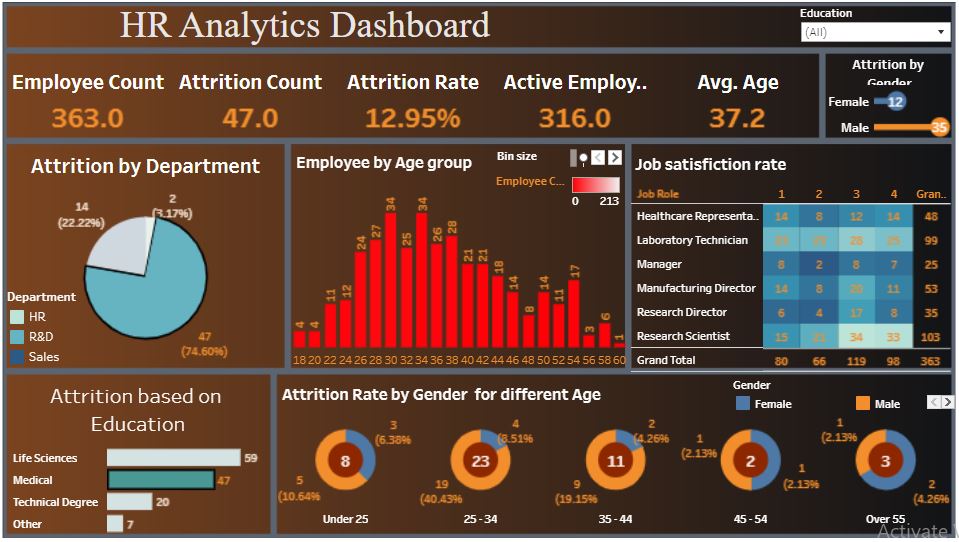 HR Analytics Dashboard
Education
(All)
Employee Count Attrition Count Attrition Rate Active Employ.. Avg. Age
363.0 47.0 12.95% 316.0 37.2
Attrition by
Gender
Female 12
Male 35
Attrition by Department
14
(22.22%)
2
(3.17%)
47
(74.60%)
Department
HR
R&D
Sales
Employee by Age group
Bin size
Employee C...
0 213
4 4 11 12 24 27 34 25 34 26 28 21 21 18 14 8 14 11 17 3 6 1
18 20 22 24 26 28 30 32 34 36 38 40 42 44 46 48 50 52 54 56 58 60
Job satisfiction rate
Job Role 1 2 3 4 Gran..
Healthcare Representa.. 14 8 12 14 48
Laboratory Technician 28 25 99
Manager 8 2 8 7 25
Manufacturing Director 14 8 20 11 53
Research Director 6 4 17 8 35
Research Scientist 15 21 34 33 103
Grand Total 80 66 119 98 363
Attrition based on
Education
Life Sciences 59
Medical 47
Technical Degree 20
Other 7
Attrition Rate by Gender for different Age
Gender
Female Male
3
(6.38%
8
5
(10.64%
Under 25
4
(8.51%
23
19
(40.43%
25 - 34
2
(4.26%
11
9
(19.15%
35 - 44
1
(2.13%
2
1
(2.13%
45 - 54
1
(2.13%
3
2
(4.26%
Over 55
Activate